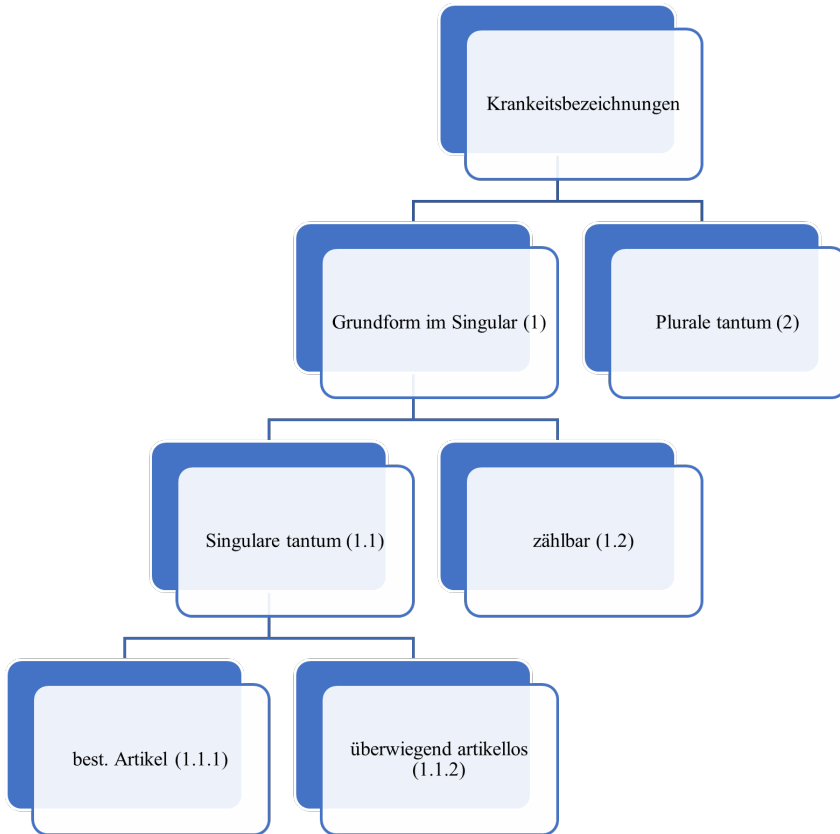 Krankeitsbezeichnungen
Grundform im Singular (1)
Plurale tantum (2)
Singulare tantum (1.1)
zählbar (1.2)
best. Artikel (1.1.1)
überwiegend artikellos
(1.1.2)